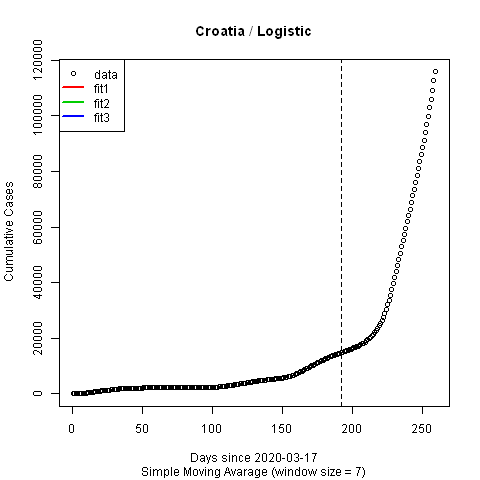 Croatia / Logistic
data
fit1
fit2
fit3
Cumulative Cases
0
20000
40000
60000
80000
100000
120000
0
50
100
150
200
250
Days since 2020-03-17
Simple Moving Avarage (window size = 7)